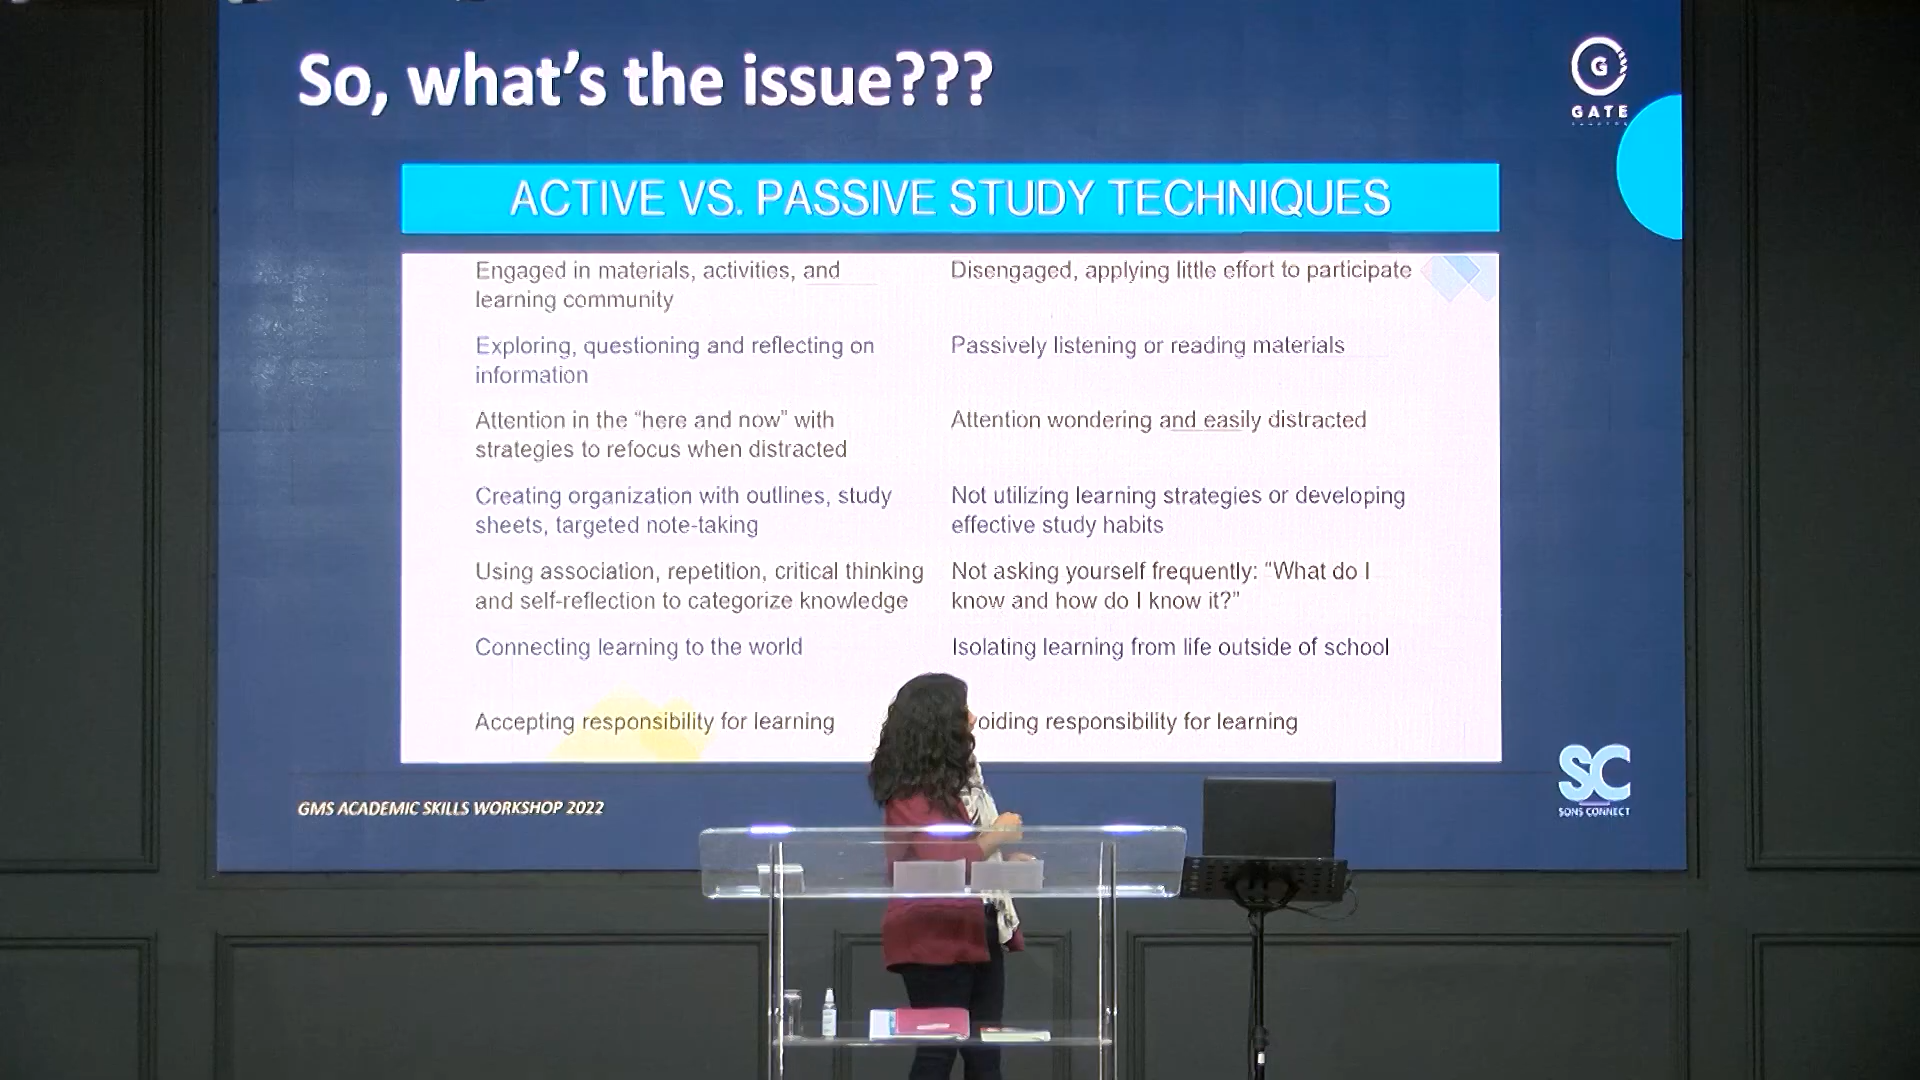 So, what's the issue???
G
GATE
ACTIVE VS. PASSIVE STUDY TECHNIQUES
Engaged in materials, activities, and
learning community
Disengaged, applying little effort to participate
Exploring, questioning and reflecting on
information
Passively listening or reading materials
Attention in the “here and now” with
strategies to refocus when distracted
Attention wondering and easily distracted
Creating organization with outlines, study
sheets, targeted note-taking
Not utilizing learning strategies or developing
effective study habits
Using association, repetition, critical thinking
and self-reflection to categorize knowledge
Not asking yourself frequently: “What do I
know and how do I know it?”
Connecting learning to the world
Isolating learning from life outside of school
Accepting responsibility for learning
oiding responsibility for learning
GMS ACADEMIC SKILLS WORKSHOP 2022
SC
SONS CONNECT